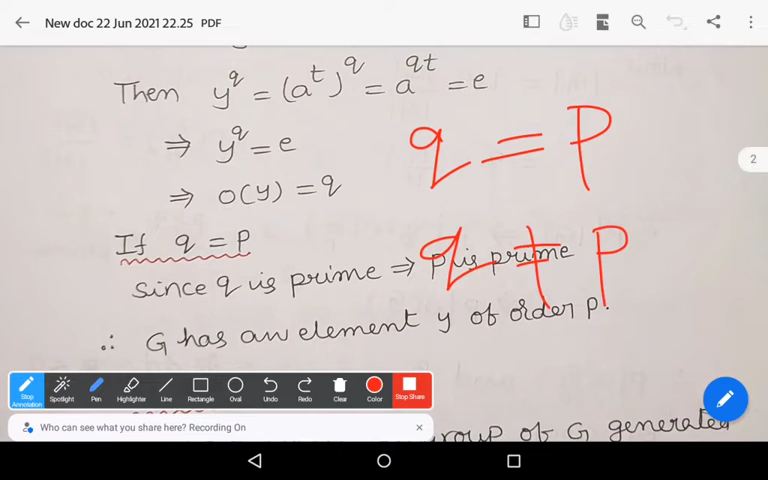 New doc 22 Jun 2021 22.25 PDF
Then y^q = (a^t)^q = a^qt = e
⇒ y^q = e
q = P
⇒ o(y) = q
If q = P
q ≠ P
since q is prime ⇒ P is prime
∴ G has an element y of order p.
2
Stop Annotation Spotlight Pen Highlighter Line Rectangle Oval Undo Redo Clear Color Stop Share
Who can see what you share here? Recording On
group of G generated